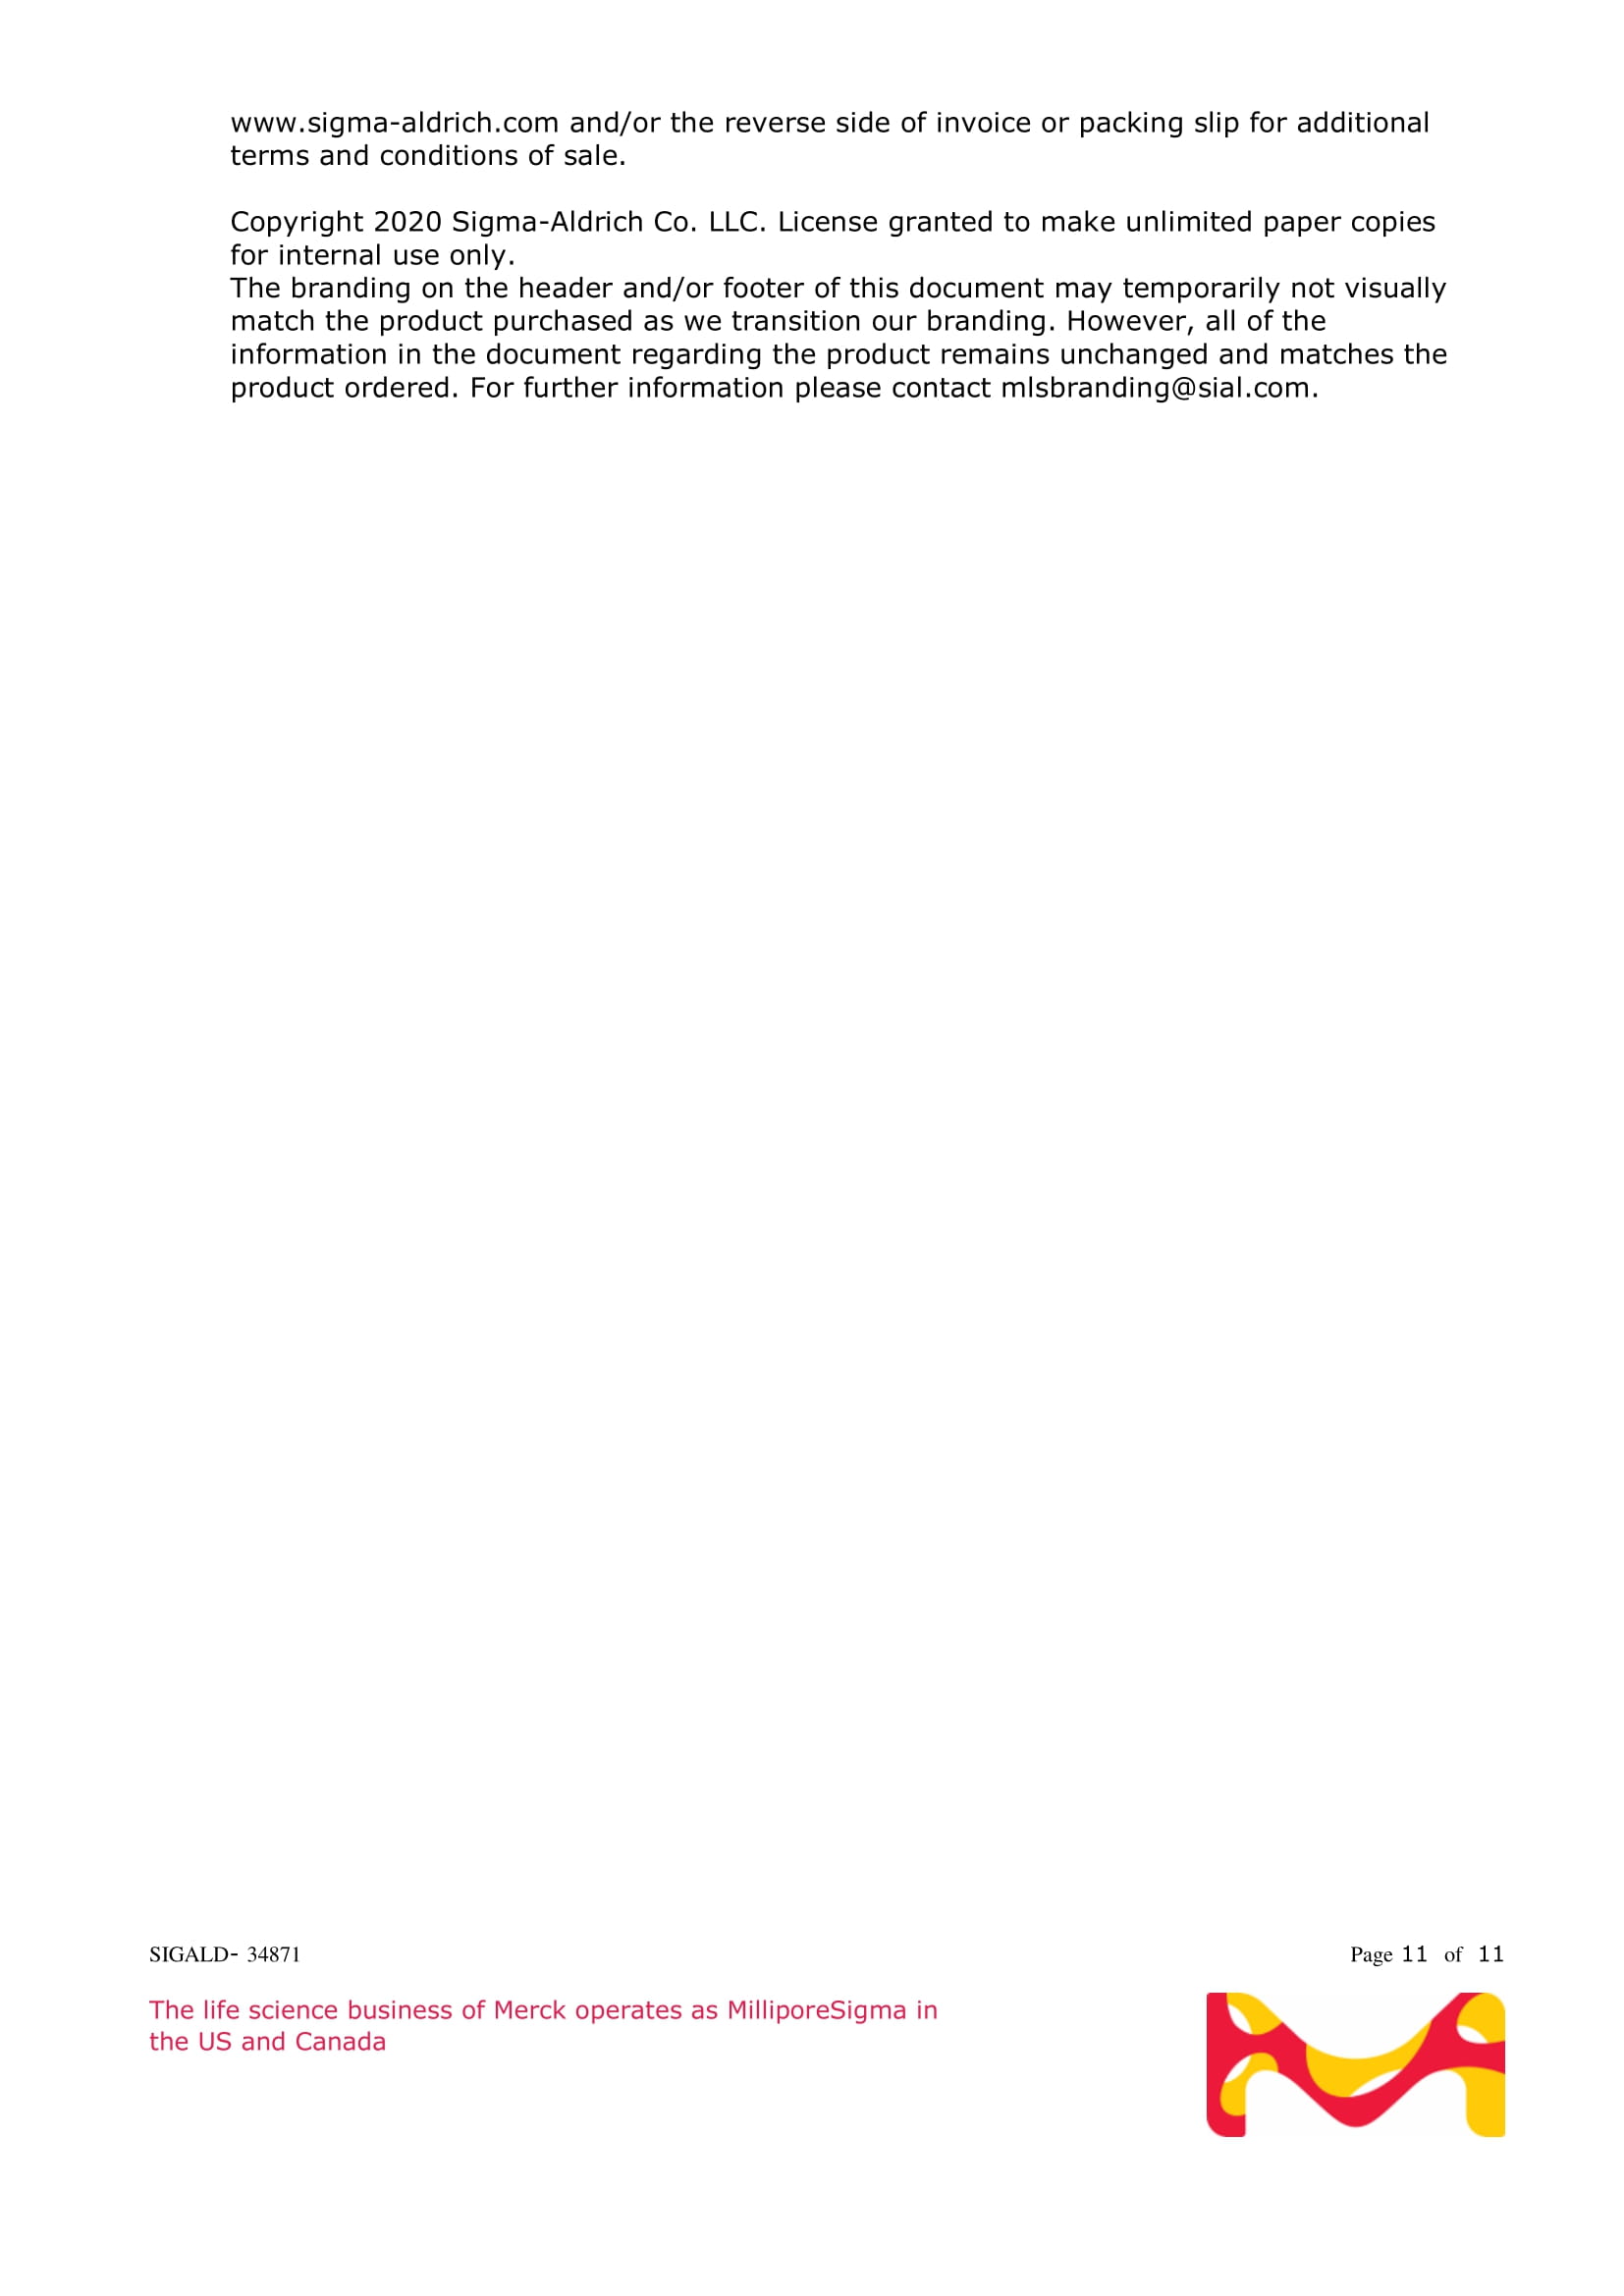 www.sigma-aldrich.com and/or the reverse side of invoice or packing slip for additional
terms and conditions of sale.
Copyright 2020 Sigma-Aldrich Co. LLC. License granted to make unlimited paper copies
for internal use only.
The branding on the header and/or footer of this document may temporarily not visually
match the product purchased as we transition our branding. However, all of the
information in the document regarding the product remains unchanged and matches the
product ordered. For further information please contact mlsbranding@sial.com.
SIGALD- 34871
Page 11 of 11
The life science business of Merck operates as MilliporeSigma in
the US and Canada